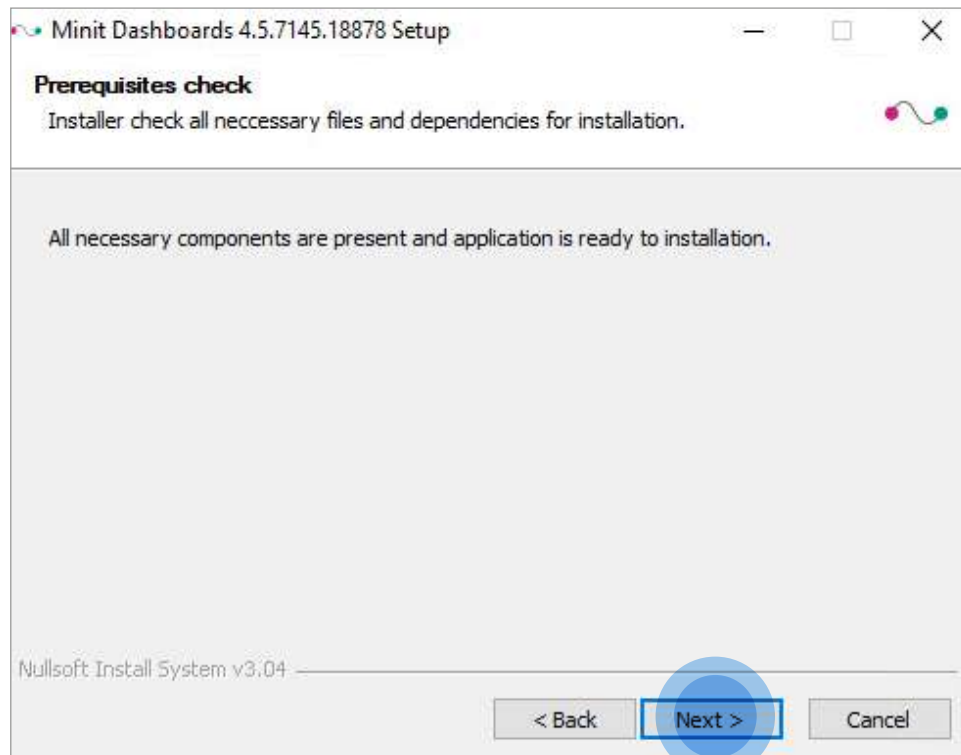 Minit Dashboards 4.5.7145.18878 Setup
Prerequisites check
Installer check all neccessary files and dependencies for installation.
All necessary components are present and application is ready to installation.
Nullsoft Install System v3.04
< Back
Next >
Cancel